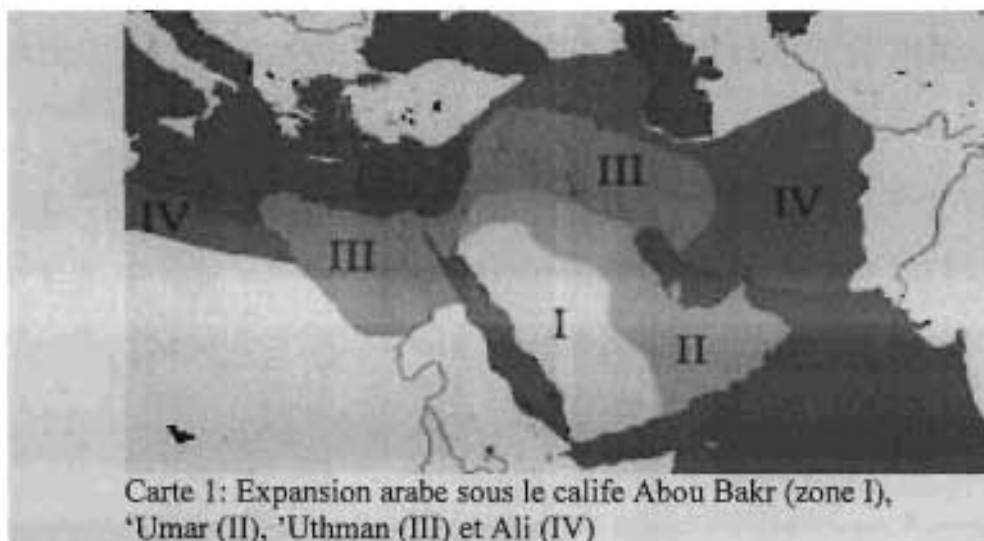 III
IV
IV
III
I
II
Carte 1: Expansion arabe sous le calife Abou Bakr (zone I),
‘Umar (II), ’Uthman (III) et Ali (IV)